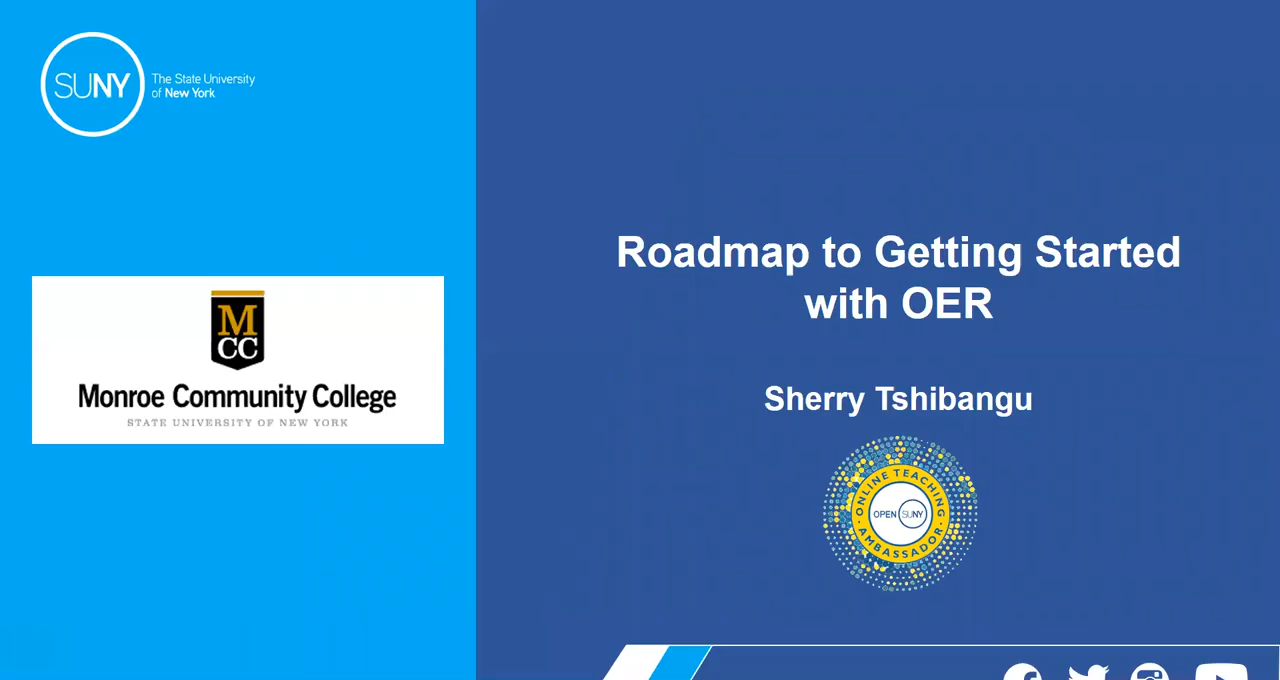 SUNY
The State University
of New York
MCC
Monroe Community College
STATE UNIVERSITY OF NEW YORK
Roadmap to Getting Started
with OER
Sherry Tshibangu
ONLINE TEACHING
OPEN SUNY
AMBASSADOR